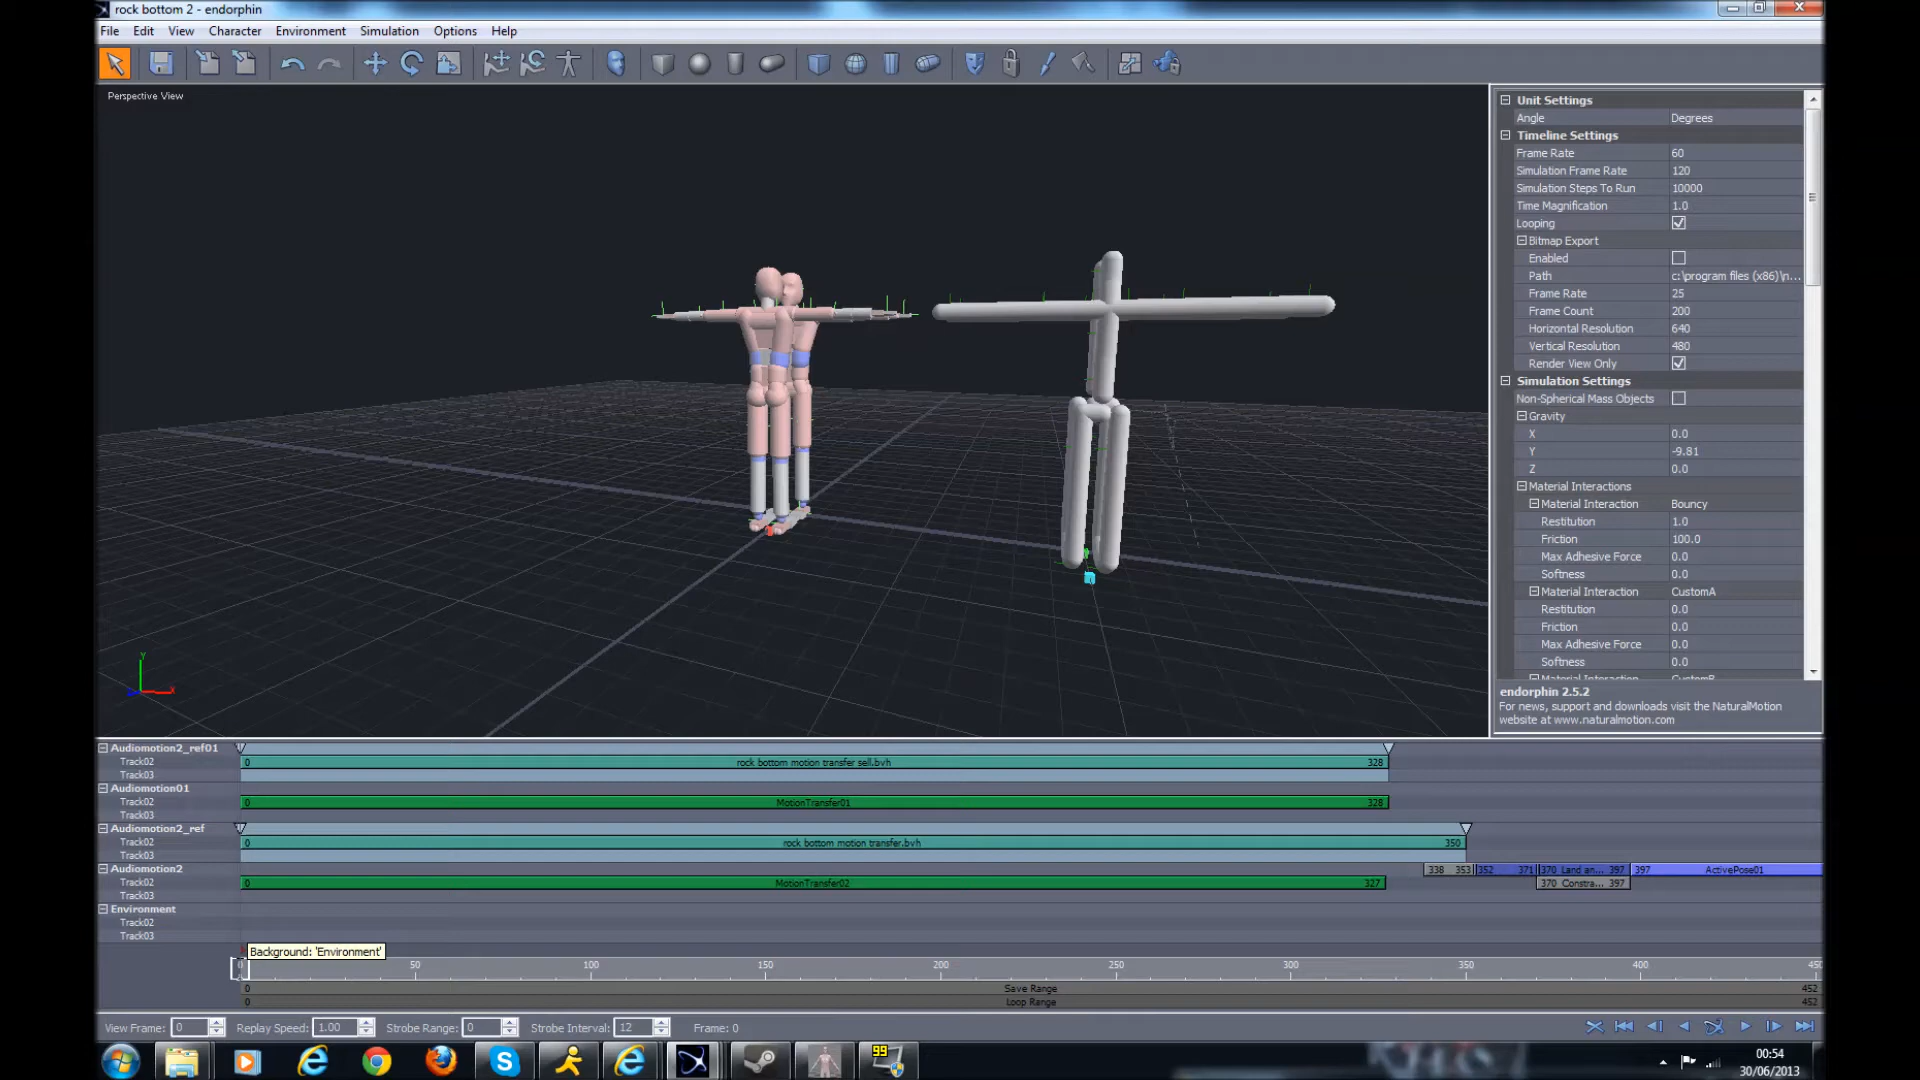 rock bottom 2 - endorphin
File Edit View Character Environment Simulation Options Help
Perspective View
Unit Settings
Angle Degrees
Timeline Settings
Frame Rate 60
Simulation Frame Rate 120
Simulation Steps To Run 10000
Time Magnification 1.0
Looping
Bitmap Export
Enabled
Path c:\program files (x86)\n...
Frame Rate 25
Frame Count 200
Horizontal Resolution 640
Vertical Resolution 480
Render View Only
Simulation Settings
Non-Spherical Mass Objects
Gravity
X 0.0
Y -9.81
Z 0.0
Material Interactions
Material Interaction Bouncy
Restitution 1.0
Friction 100.0
Max Adhesive Force 0.0
Softness 0.0
Material Interaction CustomA
Restitution 0.0
Friction 0.0
Max Adhesive Force 0.0
Softness 0.0
Material Interaction CustomB
endorphin 2.5.2
For news, support and downloads visit the NaturalMotion
website at www.naturalmotion.com
Y
X
Audiomotion2_ref01
Track02 0 rock bottom motion transfer sell.bvh 328
Track03
Audiomotion01
Track02 0 MotionTransfer01 328
Track03
Audiomotion2_ref
Track02 0 rock bottom motion transfer.bvh 350
Track03
Audiomotion2 338 353 352 371 370 Land an... 397 397 ActivePose01
Track02 0 MotionTransfer02 327 370 Constra... 397
Track03
Environment
Track02
Track03
Background: 'Environment'
0 50 100 150 200 250 300 350 400 450
0 Save Range 452
0 Loop Range 452
View Frame: 0 Replay Speed: 1.00 Strobe Range: 0 Strobe Interval: 12 Frame: 0
99
00:54
30/06/2013